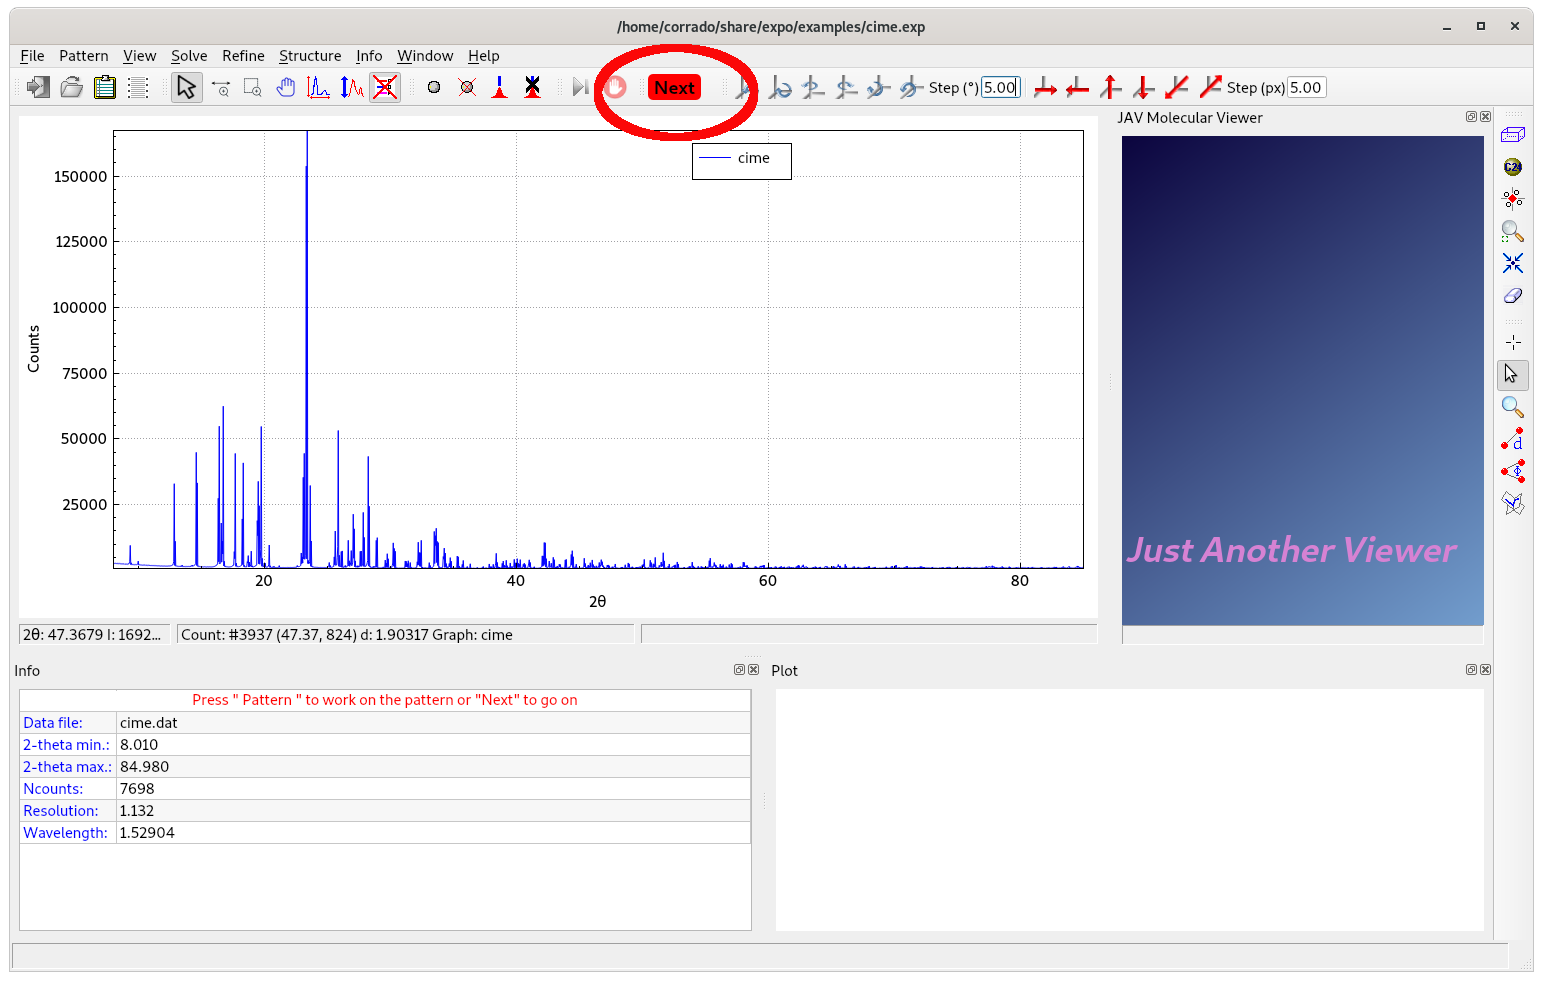 /home/corrado/share/expo/examples/cime.exp
File Pattern View Solve Refine Structure Info Window Help
Next Step (°) 5.00 Step (px) 5.00
JAV Molecular Viewer
C24
cime
150000
125000
100000
75000
50000
25000
Counts
20 40 60 80
2θ
d
Just Another Viewer
2θ: 47.3679 I: 1692... Count: #3937 (47.37, 824) d: 1.90317 Graph: cime
Info
Press " Pattern " to work on the pattern or "Next" to go on
Data file: cime.dat
2-theta min.: 8.010
2-theta max.: 84.980
Ncounts: 7698
Resolution: 1.132
Wavelength: 1.52904
Plot